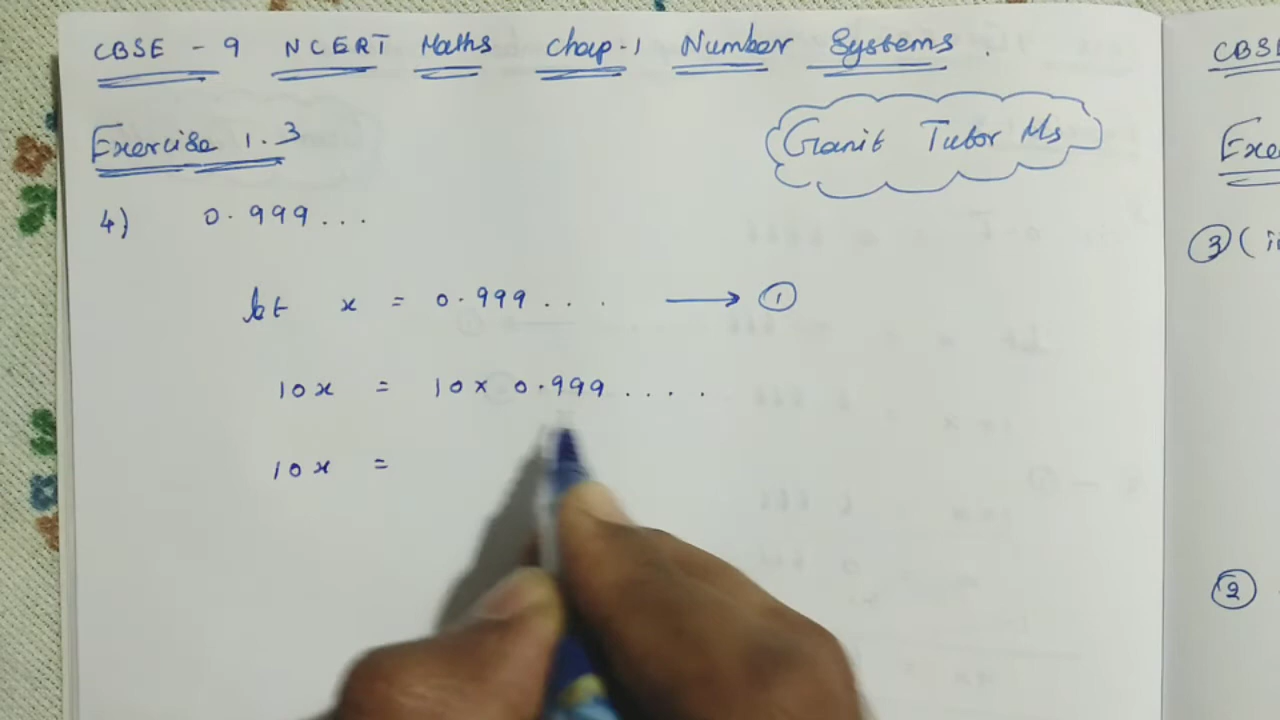 CBSE - 9 NCERT Maths Chap-1 Number Systems.
Exercise 1.3
Ganit Tutor Ms
4) 0.999...
let x = 0.999... → ①
10x = 10 × 0.999....
10x =
CBSE
Exe
③ (i
②